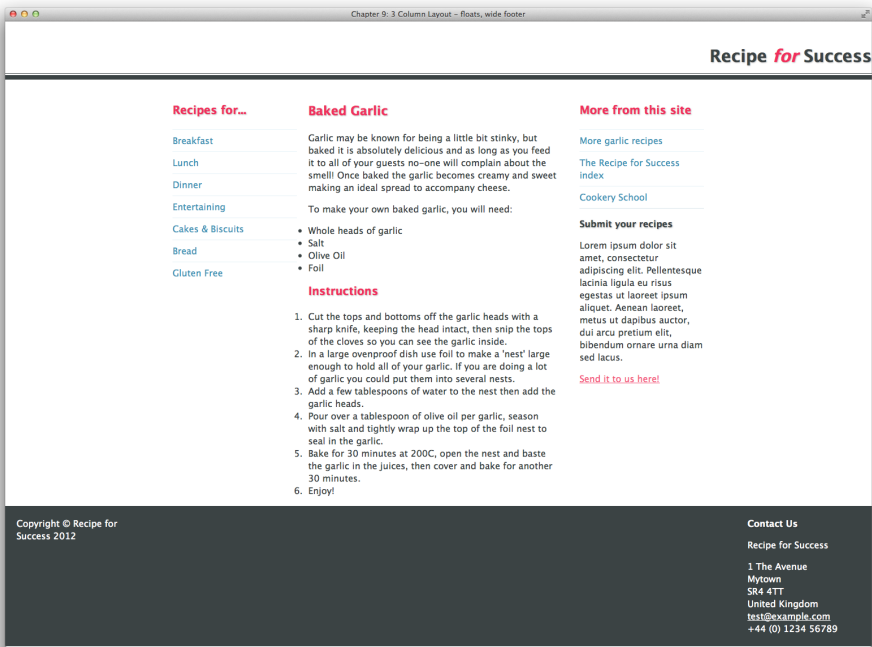 Chapter 9: 3 Column Layout – floats, wide footer
Recipe for Success
Recipes for...
Breakfast
Lunch
Dinner
Entertaining
Cakes & Biscuits
Bread
Gluten Free
Baked Garlic
Garlic may be known for being a little bit stinky, but
baked it is absolutely delicious and as long as you feed
it to all of your guests no-one will complain about the
smell! Once baked the garlic becomes creamy and sweet
making an ideal spread to accompany cheese.
To make your own baked garlic, you will need:
• Whole heads of garlic
• Salt
• Olive Oil
• Foil
Instructions
1. Cut the tops and bottoms off the garlic heads with a
sharp knife, keeping the head intact, then snip the tops
of the cloves so you can see the garlic inside.
2. In a large ovenproof dish use foil to make a 'nest' large
enough to hold all of your garlic. If you are doing a lot
of garlic you could put them into several nests.
3. Add a few tablespoons of water to the nest then add the
garlic heads.
4. Pour over a tablespoon of olive oil per garlic, season
with salt and tightly wrap up the top of the foil nest to
seal in the garlic.
5. Bake for 30 minutes at 200C, open the nest and baste
the garlic in the juices, then cover and bake for another
30 minutes.
6. Enjoy!
More from this site
More garlic recipes
The Recipe for Success
index
Cookery School
Submit your recipes
Lorem ipsum dolor sit
amet, consectetur
adipiscing elit. Pellentesque
lacinia ligula eu risus
egestas ut laoreet ipsum
aliquet. Aenean laoreet,
metus ut dapibus auctor,
dui arcu pretium elit,
bibendum ornare urna diam
sed lacus.
Send it to us here!
Copyright © Recipe for
Success 2012
Contact Us
Recipe for Success
1 The Avenue
Mytown
SR4 4TT
United Kingdom
test@example.com
+44 (0) 1234 56789